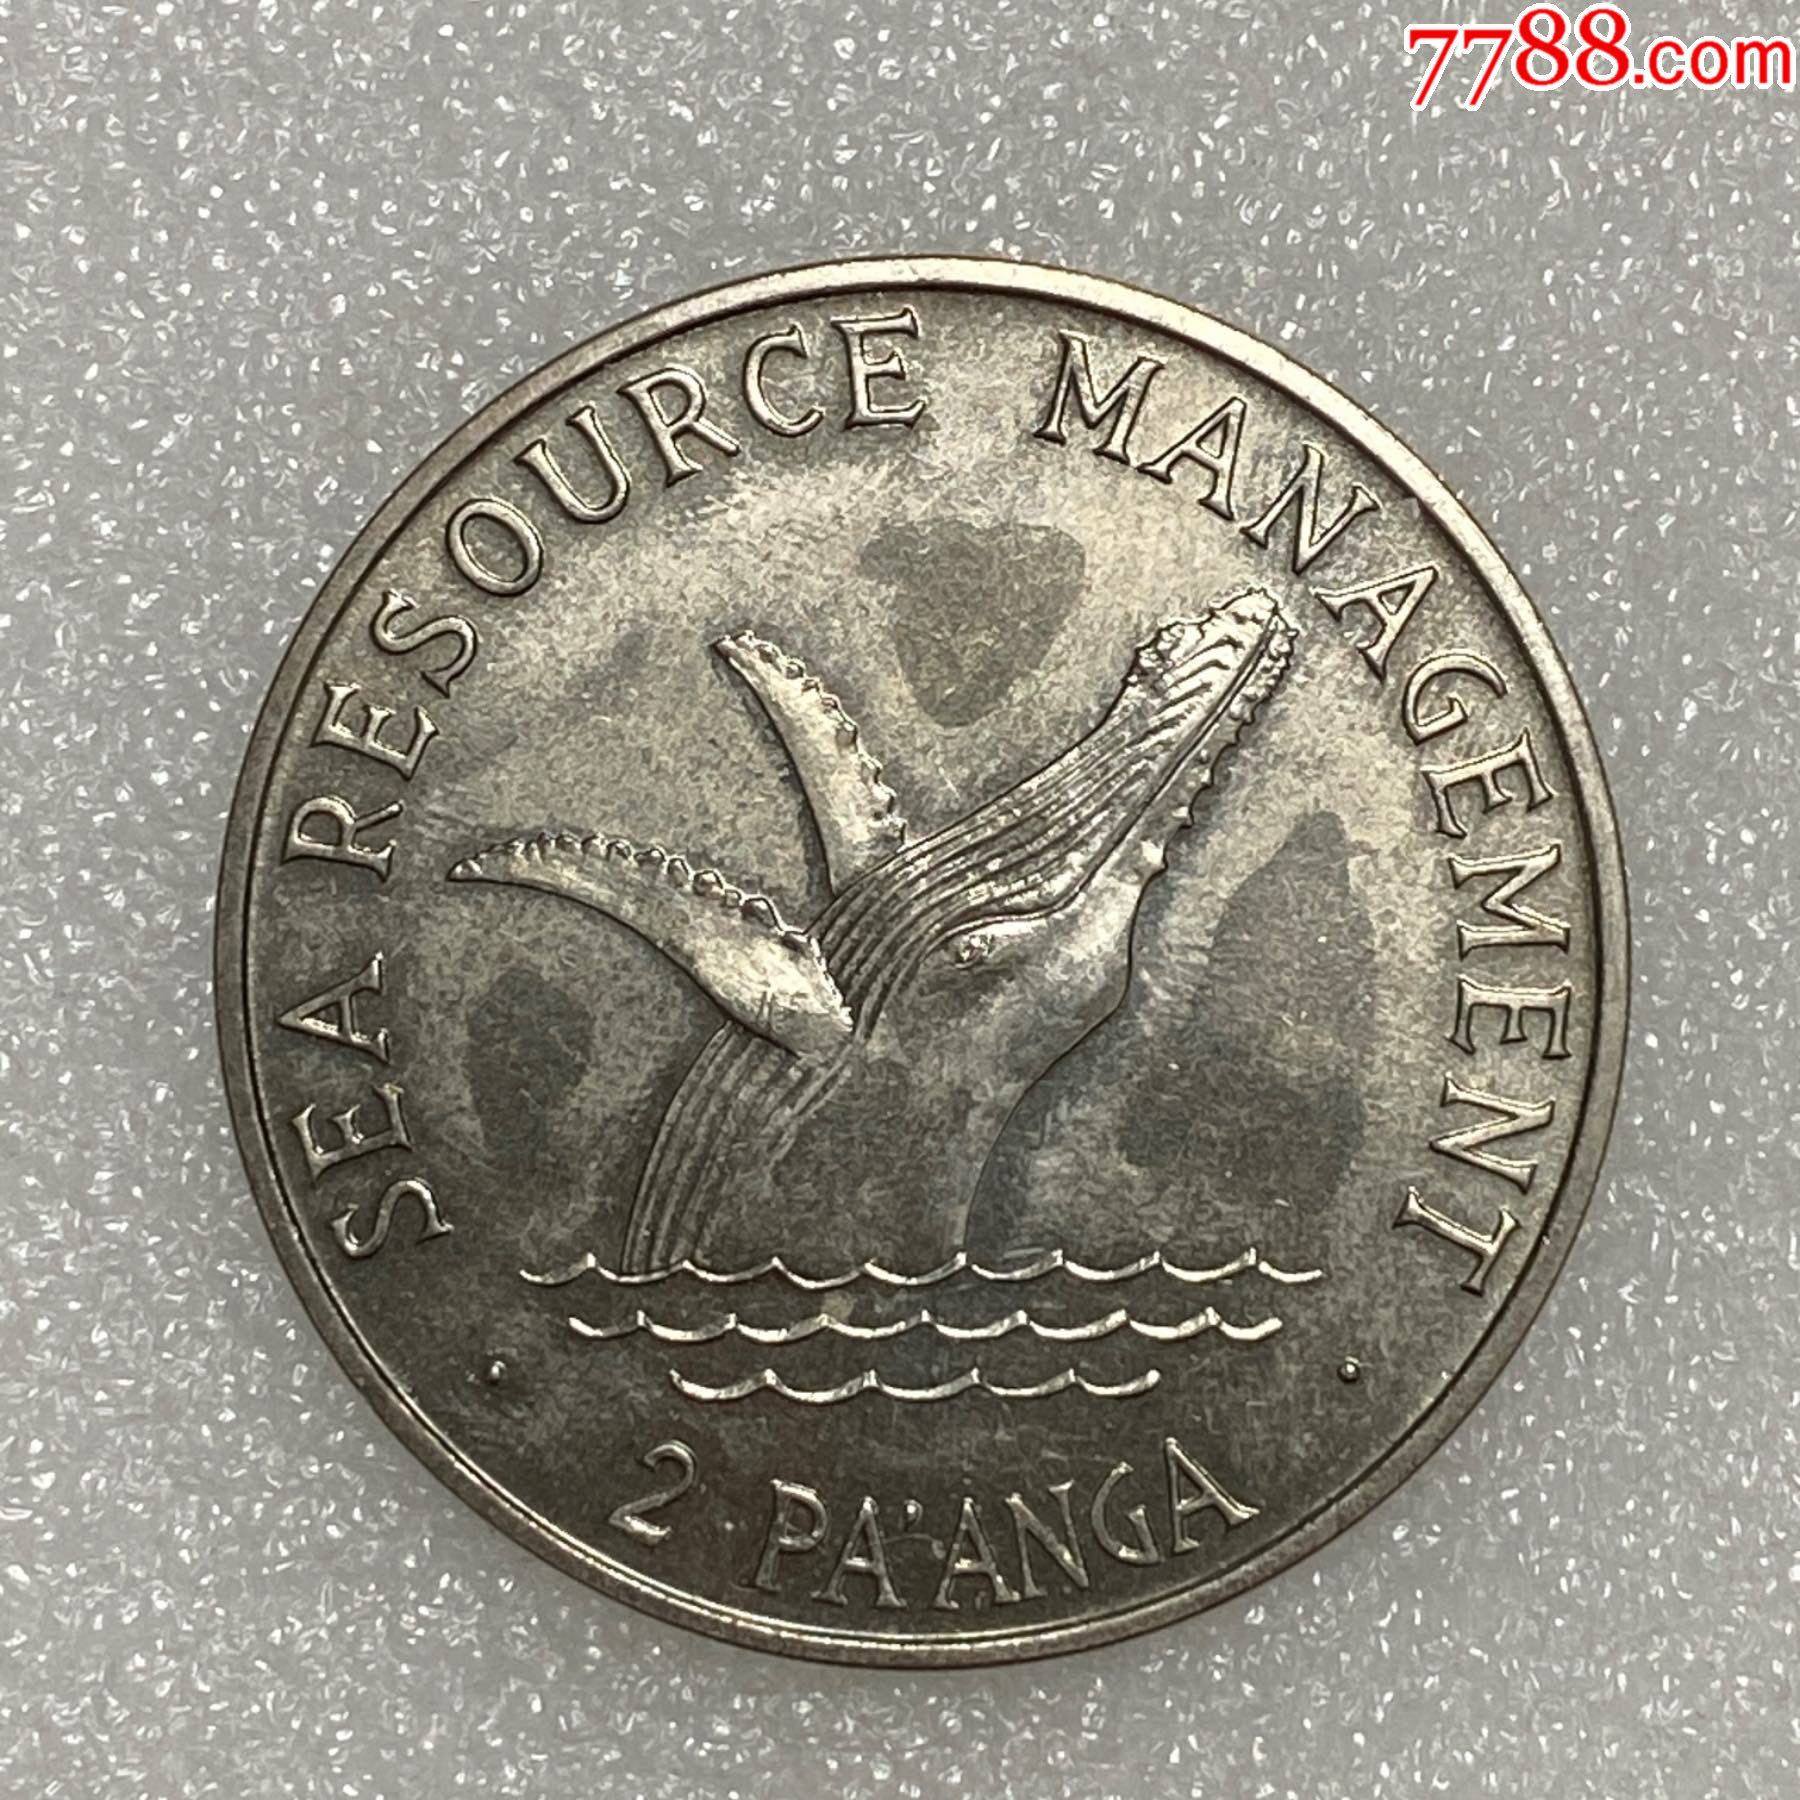 7788.com
SEA RESOURCE MANAGEMENT
2 PA'ANGA